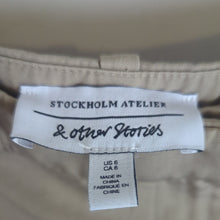 STOCKHOLM ATELIER
& other Stories
US 6
CA 6
MADE IN
CHINA
FABRIQUÉ EN
CHINE